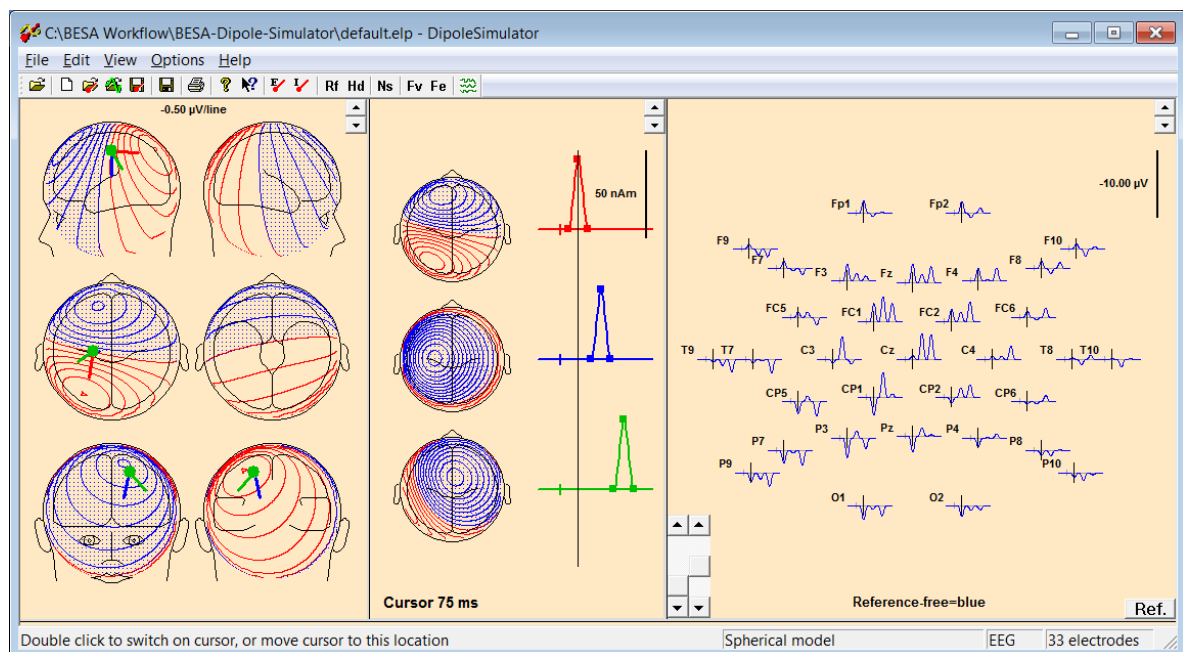 C:\BESA Workflow\BESA-Dipole-Simulator\default.elp - DipoleSimulator
File Edit View Options Help
E I Rf Hd Ns Fv Fe
-0.50 µV/line
50 nAm
-10.00 µV
Fp1 Fp2
F9 F10
F7 F3 Fz F4 F8
FC5 FC1 FC2 FC6
T9 T7 C3 Cz C4 T8 T10
CP5 CP1 CP2 CP6
P7 P3 Pz P4 P8
P9 P10
O1 O2
Cursor 75 ms
Reference-free=blue
Ref.
Double click to switch on cursor, or move cursor to this location
Spherical model
EEG
33 electrodes